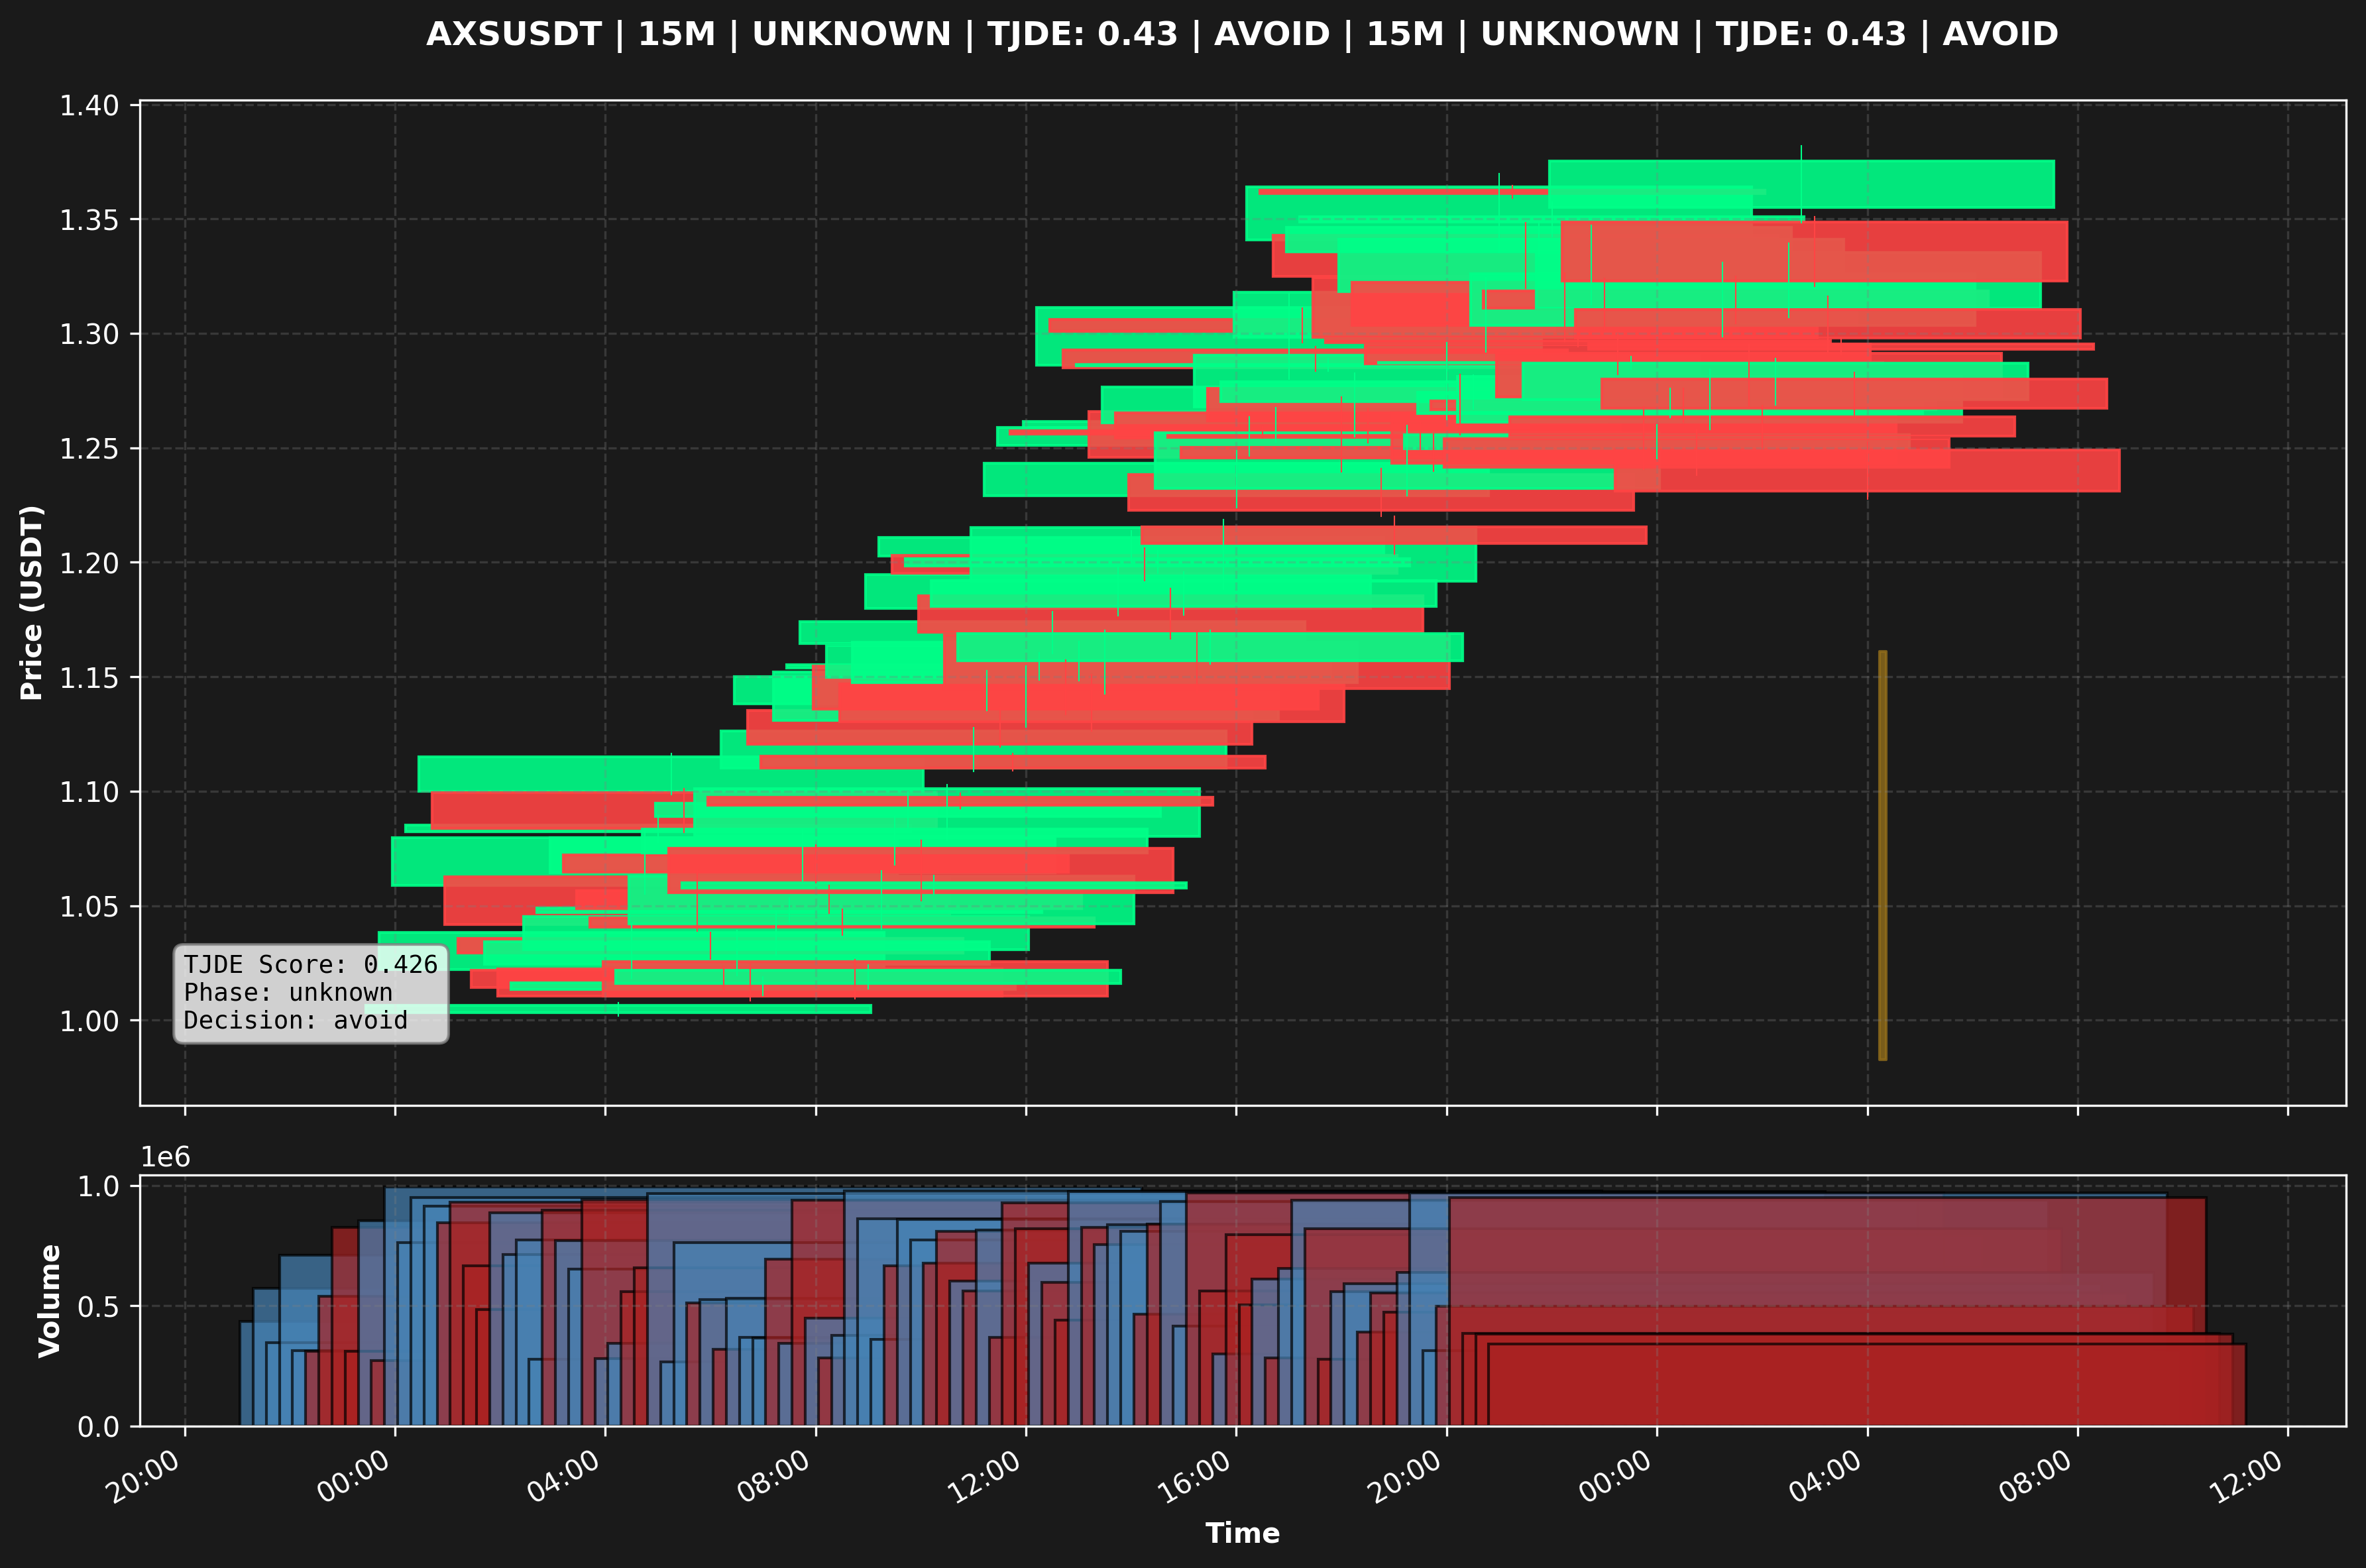 AXSUSDT | 15M | UNKNOWN | TJDE: 0.43 | AVOID | 15M | UNKNOWN | TJDE: 0.43 | AVOID
Price (USDT)
1.40
1.35
1.30
1.25
1.20
1.15
1.10
1.05
1.00
TJDE Score: 0.426
Phase: unknown
Decision: avoid
1e6
Volume
1.0
0.5
0.0
20:00 00:00 04:00 08:00 12:00 16:00 20:00 00:00 04:00 08:00 12:00
Time